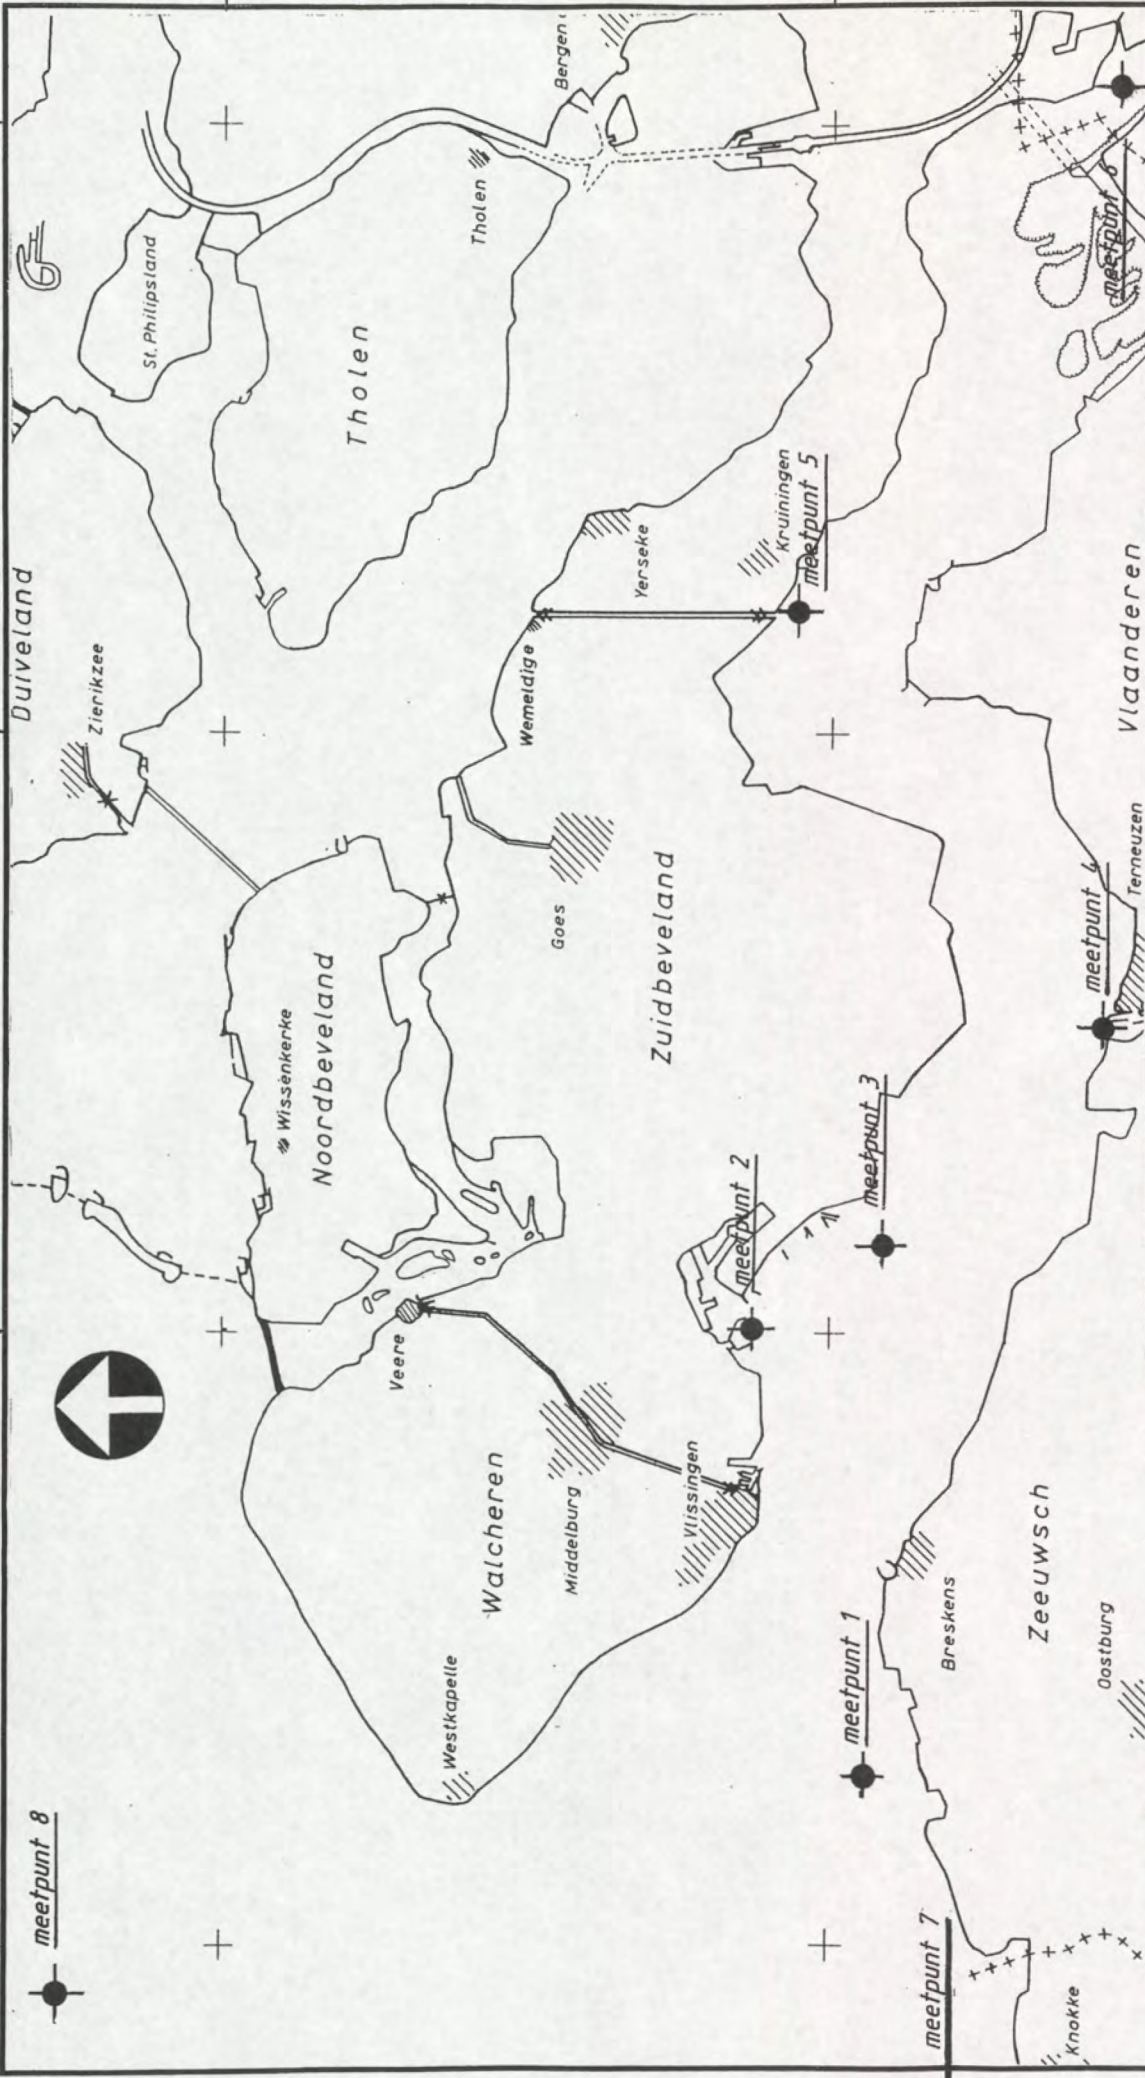 meetpunt 8
Duiveland
Zierikzee
St. Philipsland
Tholen
Tholen
Bergen
Wissenkerke
Noordbeveland
Wemeldige
Yerseke
Goes
Zuidbeveland
Kruiningen
meetpunt 5
Veere
Walcheren
Middelburg
Westkapelle
Vlissingen
meetpunt 2
meetpunt 3
meetpunt 1
meetpunt 4
Terneuzen
meetpunt 6
Breskens
Zeeuwsch
Vlaanderen
Oostburg
meetpunt 7
Knokke